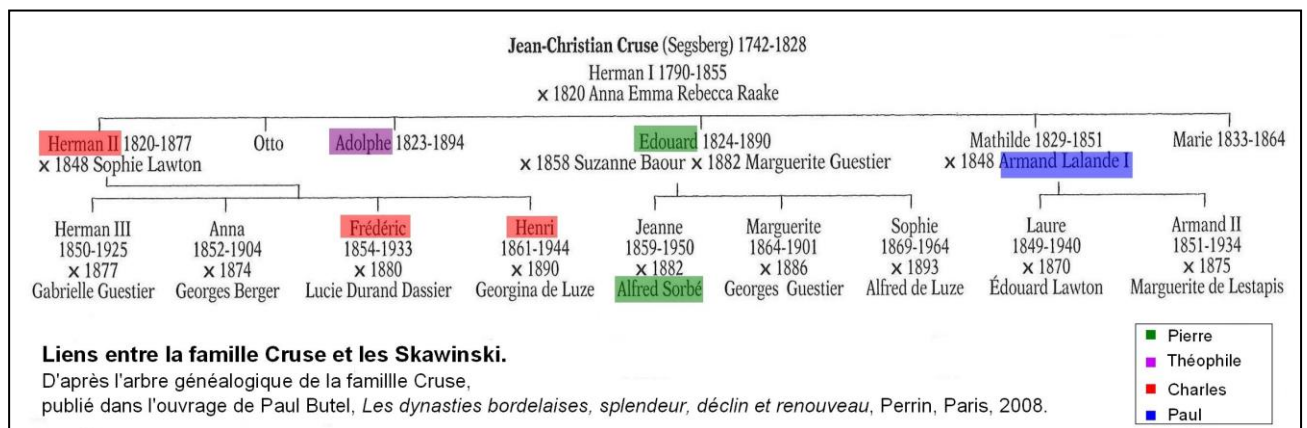 Jean-Christian Cruse (Segsberg) 1742-1828
Herman I 1790-1855
x 1820 Anna Emma Rebecca Raake
Herman II 1820-1877
x 1848 Sophie Lawton
Otto
Adolphe 1823-1894
Edouard 1824-1890
x 1858 Suzanne Baour x 1882 Marguerite Guestier
Mathilde 1829-1851
x 1848 Armand Lalande I
Marie 1833-1864
Herman III
1850-1925
x 1877
Gabrielle Guestier
Anna
1852-1904
x 1874
Georges Berger
Frédéric
1854-1933
x 1880
Lucie Durand Dassier
Henri
1861-1944
x 1890
Georgina de Luze
Jeanne
1859-1950
x 1882
Alfred Sorbé
Marguerite
1864-1901
x 1886
Georges Guestier
Sophie
1869-1964
x 1893
Alfred de Luze
Laure
1849-1940
x 1870
Édouard Lawton
Armand II
1851-1934
x 1875
Marguerite de Lestapis
Liens entre la famille Cruse et les Skawinski.
D'après l'arbre généalogique de la famillle Cruse,
publié dans l'ouvrage de Paul Butel, Les dynasties bordelaises, splendeur, déclin et renouveau, Perrin, Paris, 2008.
Pierre
Théophile
Charles
Paul